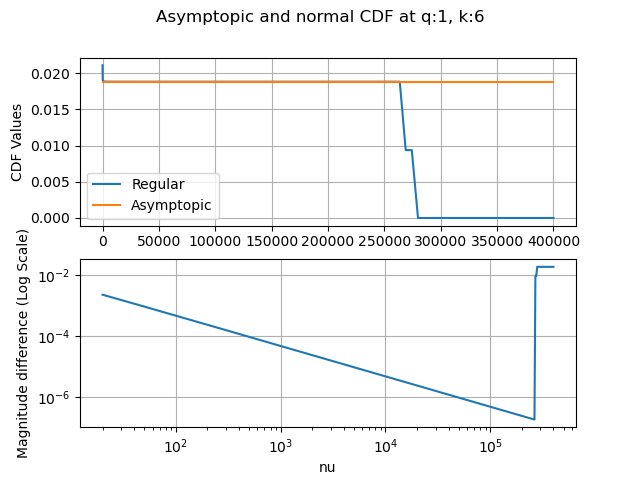 Asymptopic and normal CDF at q:1, k:6
CDF Values
0.020
0.015
0.010
0.005
0.000
Regular
Asymptopic
0 50000 100000 150000 200000 250000 300000 350000 400000
Magnitude difference (Log Scale)
10⁻²
10⁻⁴
10⁻⁶
10² 10³ 10⁴ 10⁵
nu